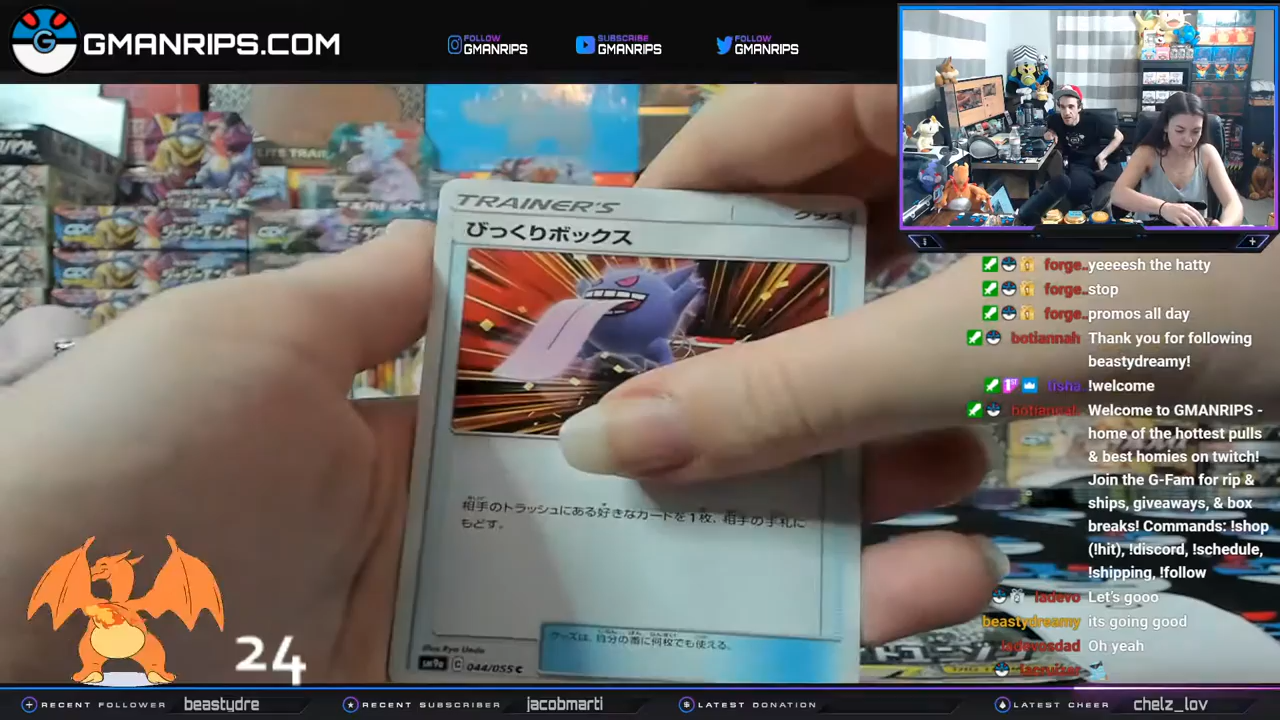 GMANRIPS.COM
FOLLOW
GMANRIPS
SUBSCRIBE
GMANRIPS
FOLLOW
GMANRIPS
TRAINER'S
グッズ
びっくりボックス
相手のトラッシュにある好きなカードを1枚、相手の手札に
もどす。
グッズは、自分の番に何枚でも使える。
Illus. Ryo Ueda
C 044/055 C
ELITE TRAI
24
forge.. yeeeesh the hatty
forge.. stop
forge.. promos all day
botiannah Thank you for following
beastydreamy!
tisha. !welcome
botiannah Welcome to GMANRIPS -
home of the hottest pulls
& best homies on twitch!
Join the G-Fam for rip &
ships, giveaways, & box
breaks! Commands: !shop
(!hit), !discord, !schedule,
!shipping, !follow
ladevo Let's gooo
beastydreamy its going good
ladevosdad Oh yeah
RECENT FOLLOWER beastydre
RECENT SUBSCRIBER jacobmarti
LATEST DONATION
LATEST CHEER chelz_lov